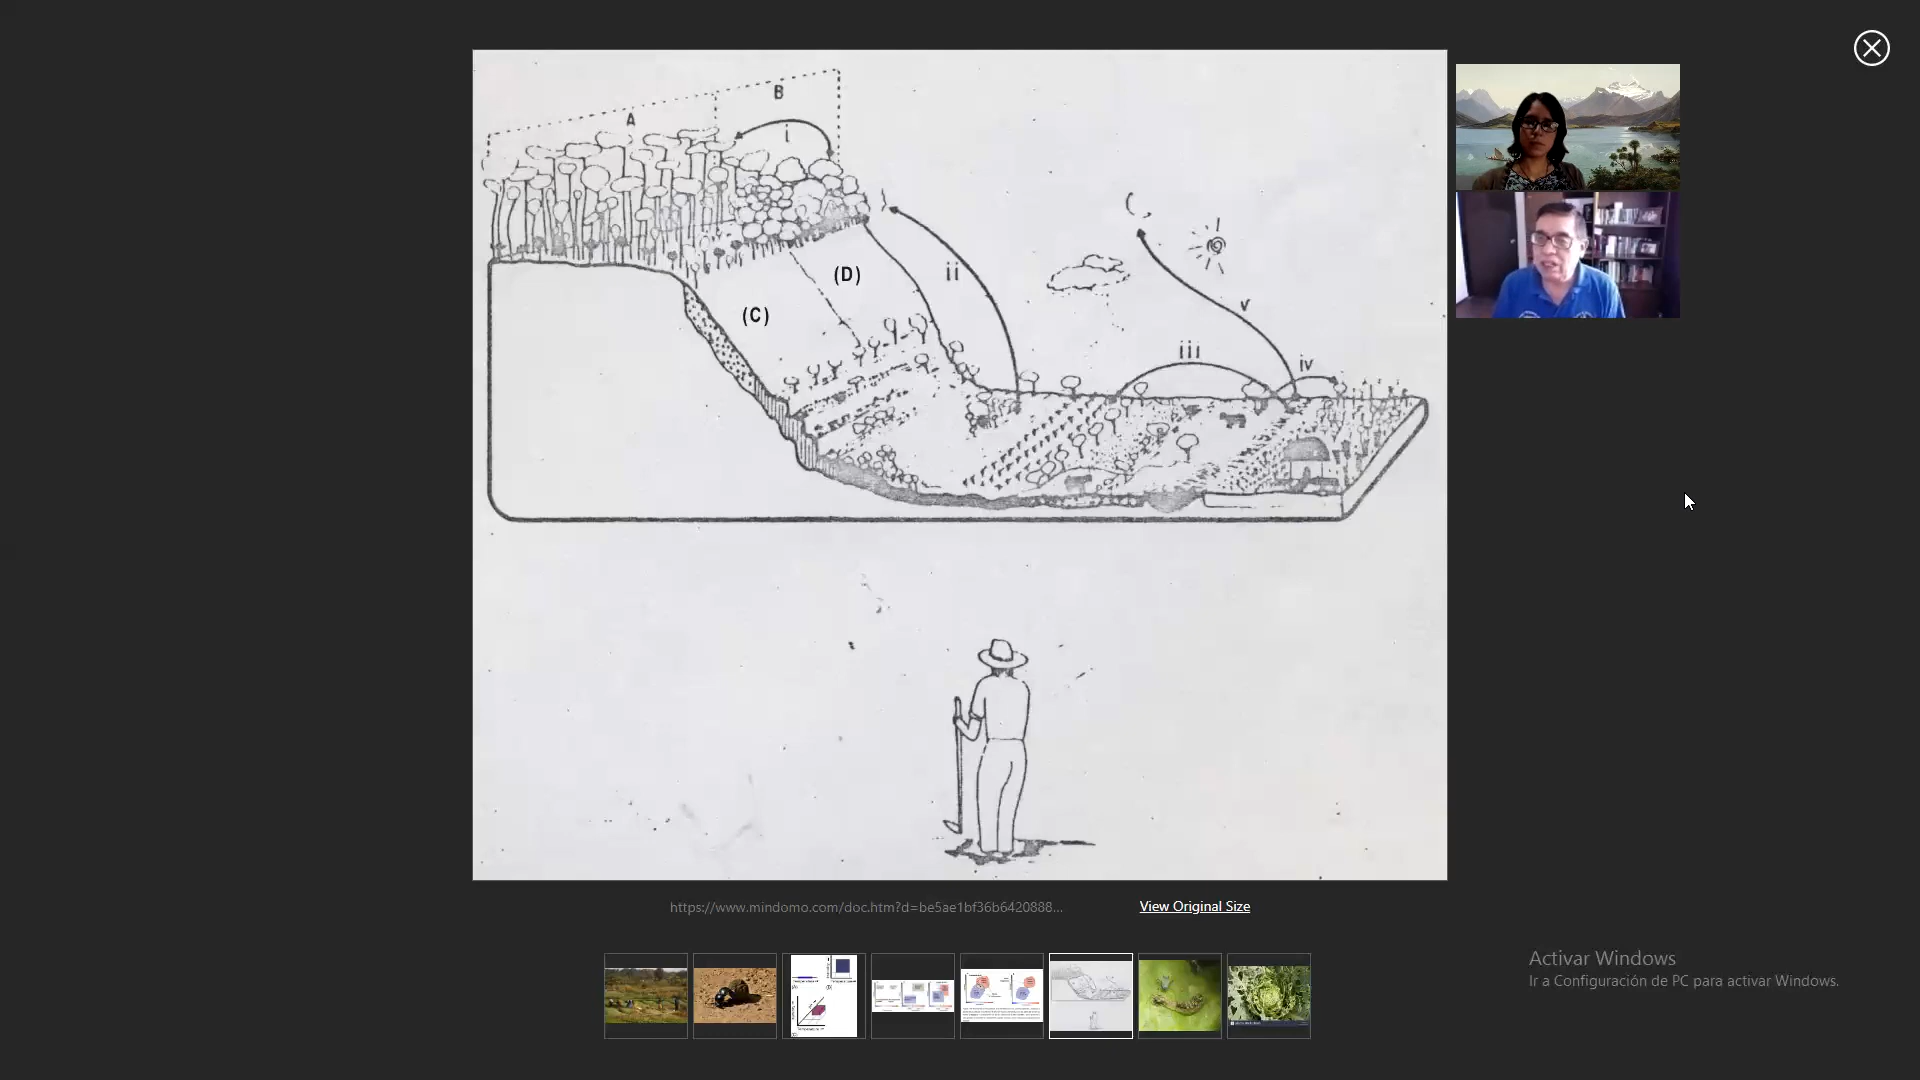 B
A
i
ii
(D)
(C)
v
iii
iv
https://www.mindomo.com/doc.htm?d=be5ae1bf36b6420888...
View Original Size
Activar Windows
Ir a Configuración de PC para activar Windows.